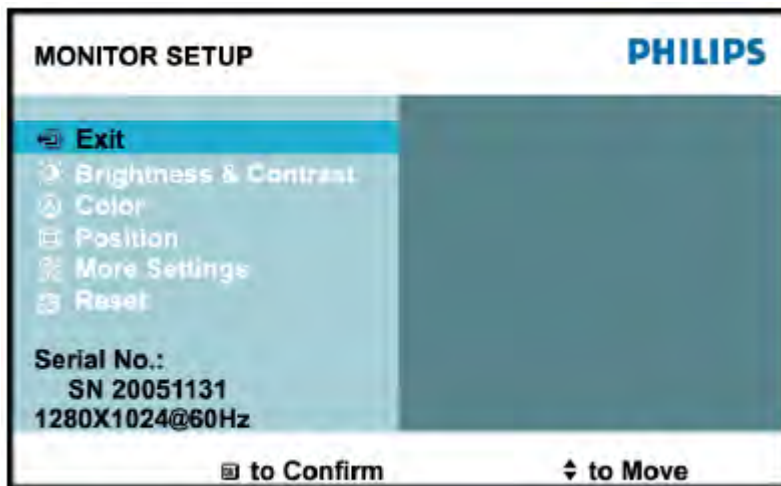 MONITOR SETUP
PHILIPS
Exit
Brightness & Contrast
Color
Position
More Settings
Reset
Serial No.:
SN 20051131
1280X1024@60Hz
to Confirm
to Move